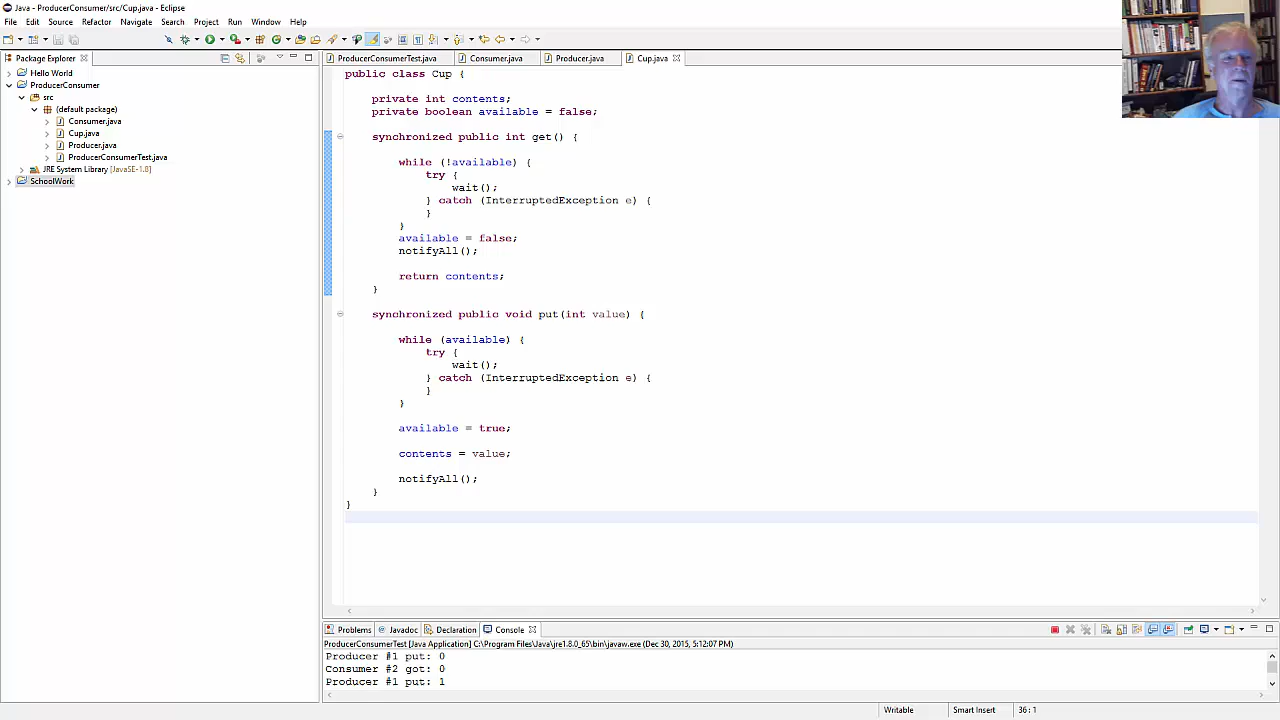 Java - ProducerConsumer/src/Cup.java - Eclipse
File Edit Source Refactor Navigate Search Project Run Window Help
Package Explorer
Hello World
ProducerConsumer
src
(default package)
Consumer.java
Cup.java
Producer.java
ProducerConsumerTest.java
JRE System Library [JavaSE-1.8]
SchoolWork
ProducerConsumerTest.java Consumer.java Producer.java Cup.java
public class Cup {
private int contents;
private boolean available = false;
synchronized public int get() {
while (!available) {
try {
wait();
} catch (InterruptedException e) {
}
}
available = false;
notifyAll();
return contents;
}
synchronized public void put(int value) {
while (available) {
try {
wait();
} catch (InterruptedException e) {
}
}
available = true;
contents = value;
notifyAll();
}
}
Problems Javadoc Declaration Console
ProducerConsumerTest [Java Application] C:\Program Files\Java\jre1.8.0_65\bin\javaw.exe (Dec 30, 2015, 5:12:07 PM)
Producer #1 put: 0
Consumer #2 got: 0
Producer #1 put: 1
Writable Smart Insert 36 : 1